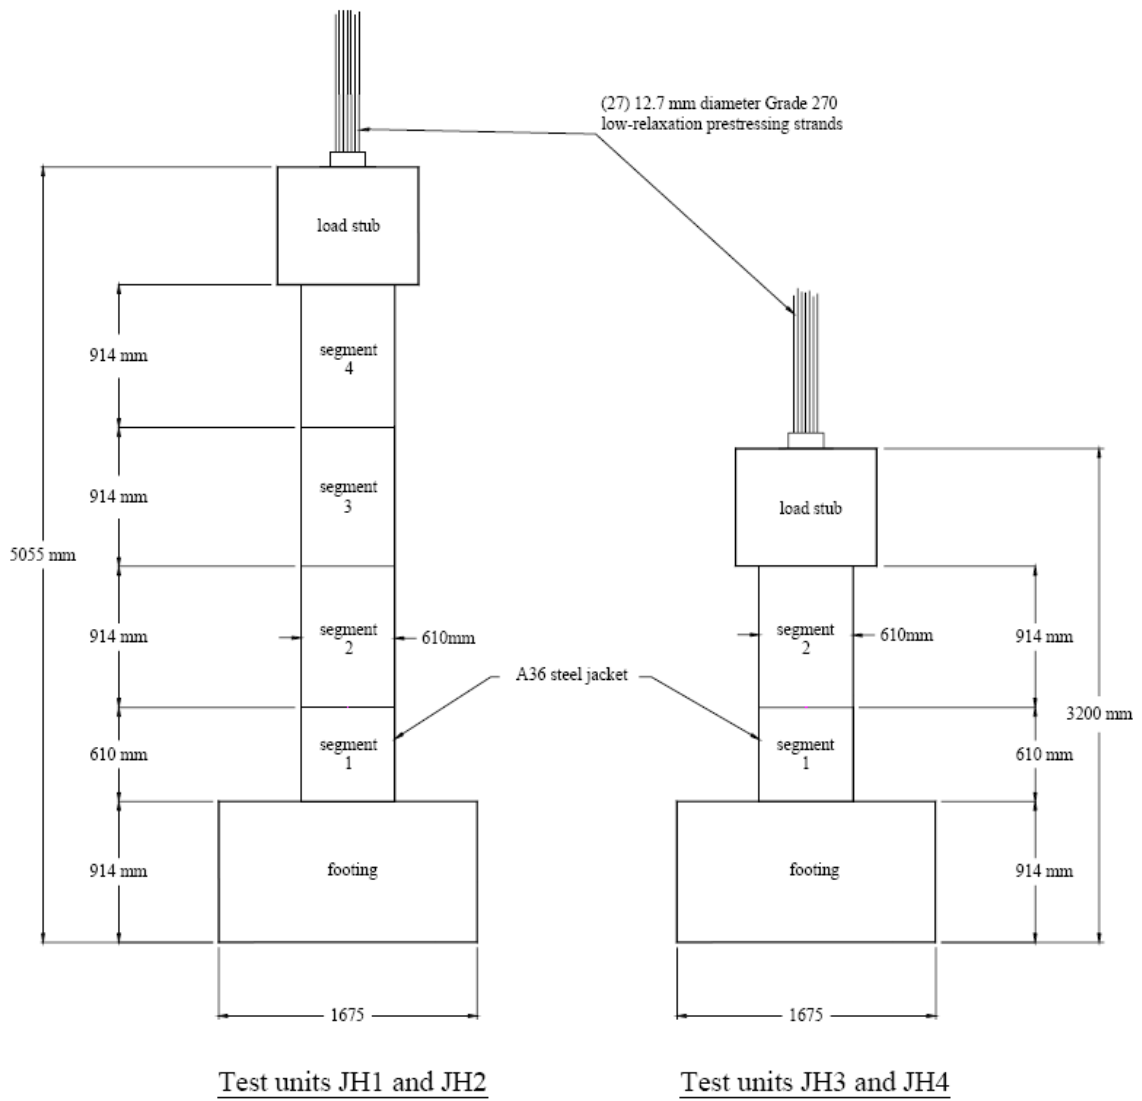 (27) 12.7 mm diameter Grade 270
low-relaxation prestressing strands
load stub
segment
4
914 mm
segment
3
914 mm
5055 mm
segment
2
914 mm
610mm
A36 steel jacket
segment
1
610 mm
footing
914 mm
1675
Test units JH1 and JH2
load stub
segment
2
610mm
914 mm
3200 mm
segment
1
610 mm
footing
914 mm
1675
Test units JH3 and JH4